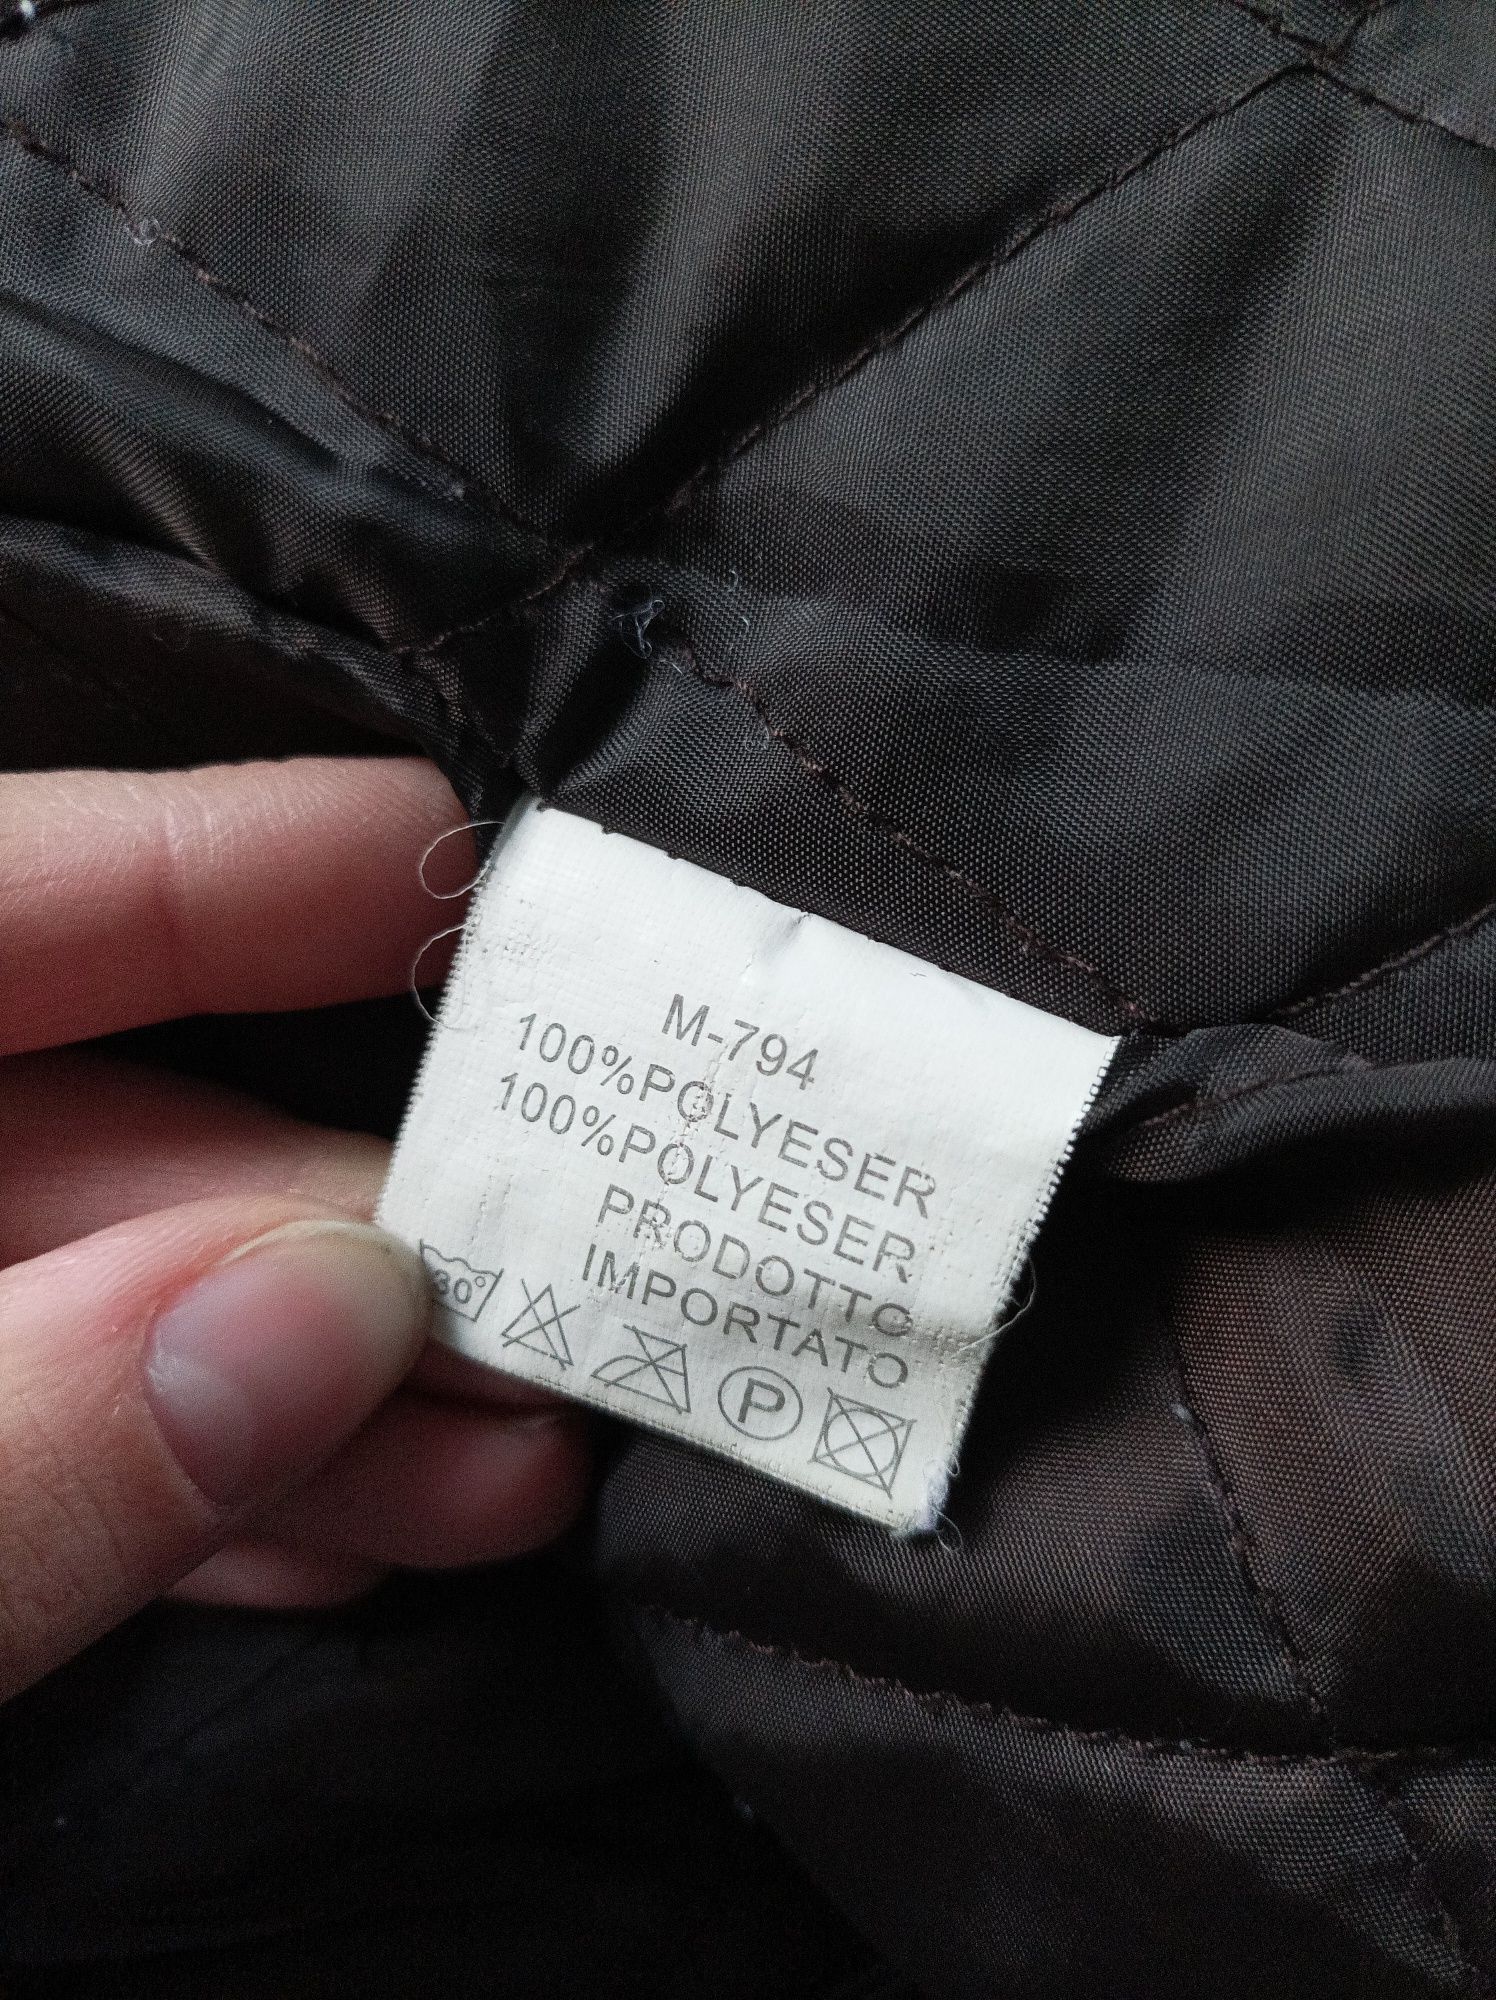 M-794
100%POLYESER
100%POLYESER
PRODOTTO
IMPORTATO
30°
P